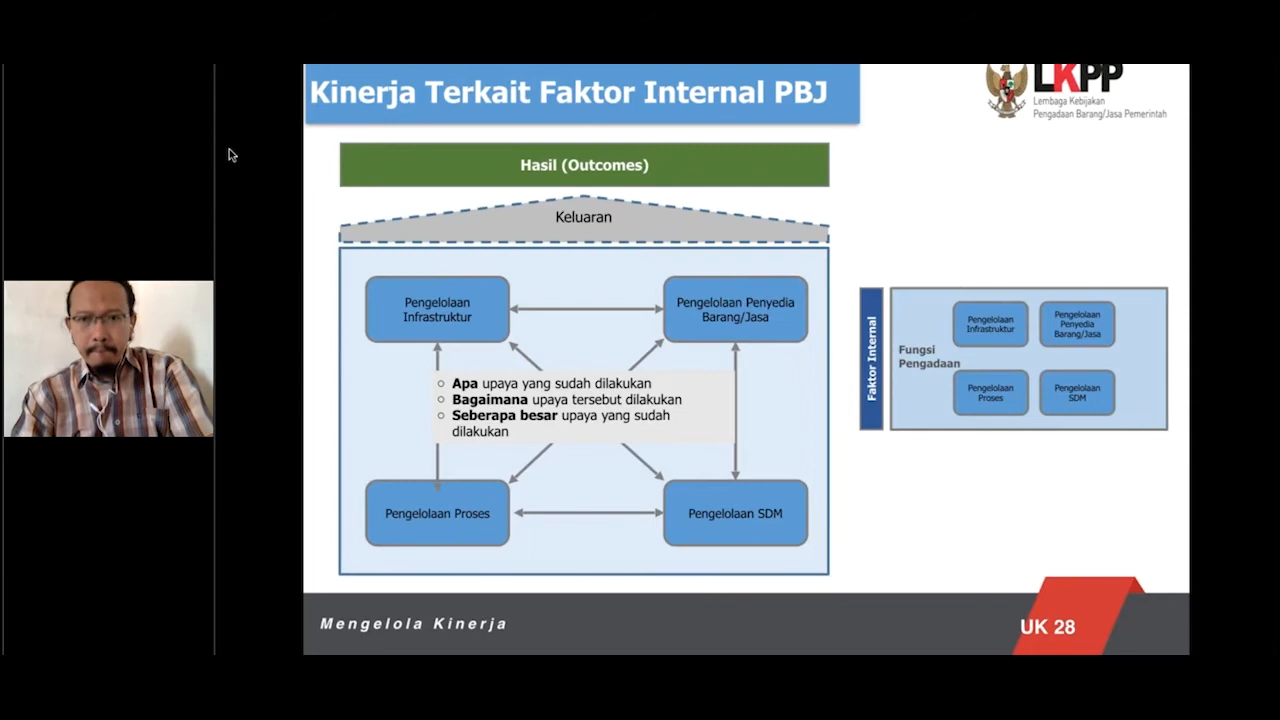 Kinerja Terkait Faktor Internal PBJ
LKPP
Lembaga Kebijakan
Pengadaan Barang/Jasa Pemerintah
Hasil (Outcomes)
Keluaran
Pengelolaan
Infrastruktur
Pengelolaan Penyedia
Barang/Jasa
○ Apa upaya yang sudah dilakukan
○ Bagaimana upaya tersebut dilakukan
○ Seberapa besar upaya yang sudah
dilakukan
Pengelolaan Proses
Pengelolaan SDM
Faktor Internal
Fungsi
Pengadaan
Pengelolaan
Infrastruktur
Pengelolaan
Penyedia
Barang/Jasa
Pengelolaan
Proses
Pengelolaan
SDM
Mengelola Kinerja
UK 28